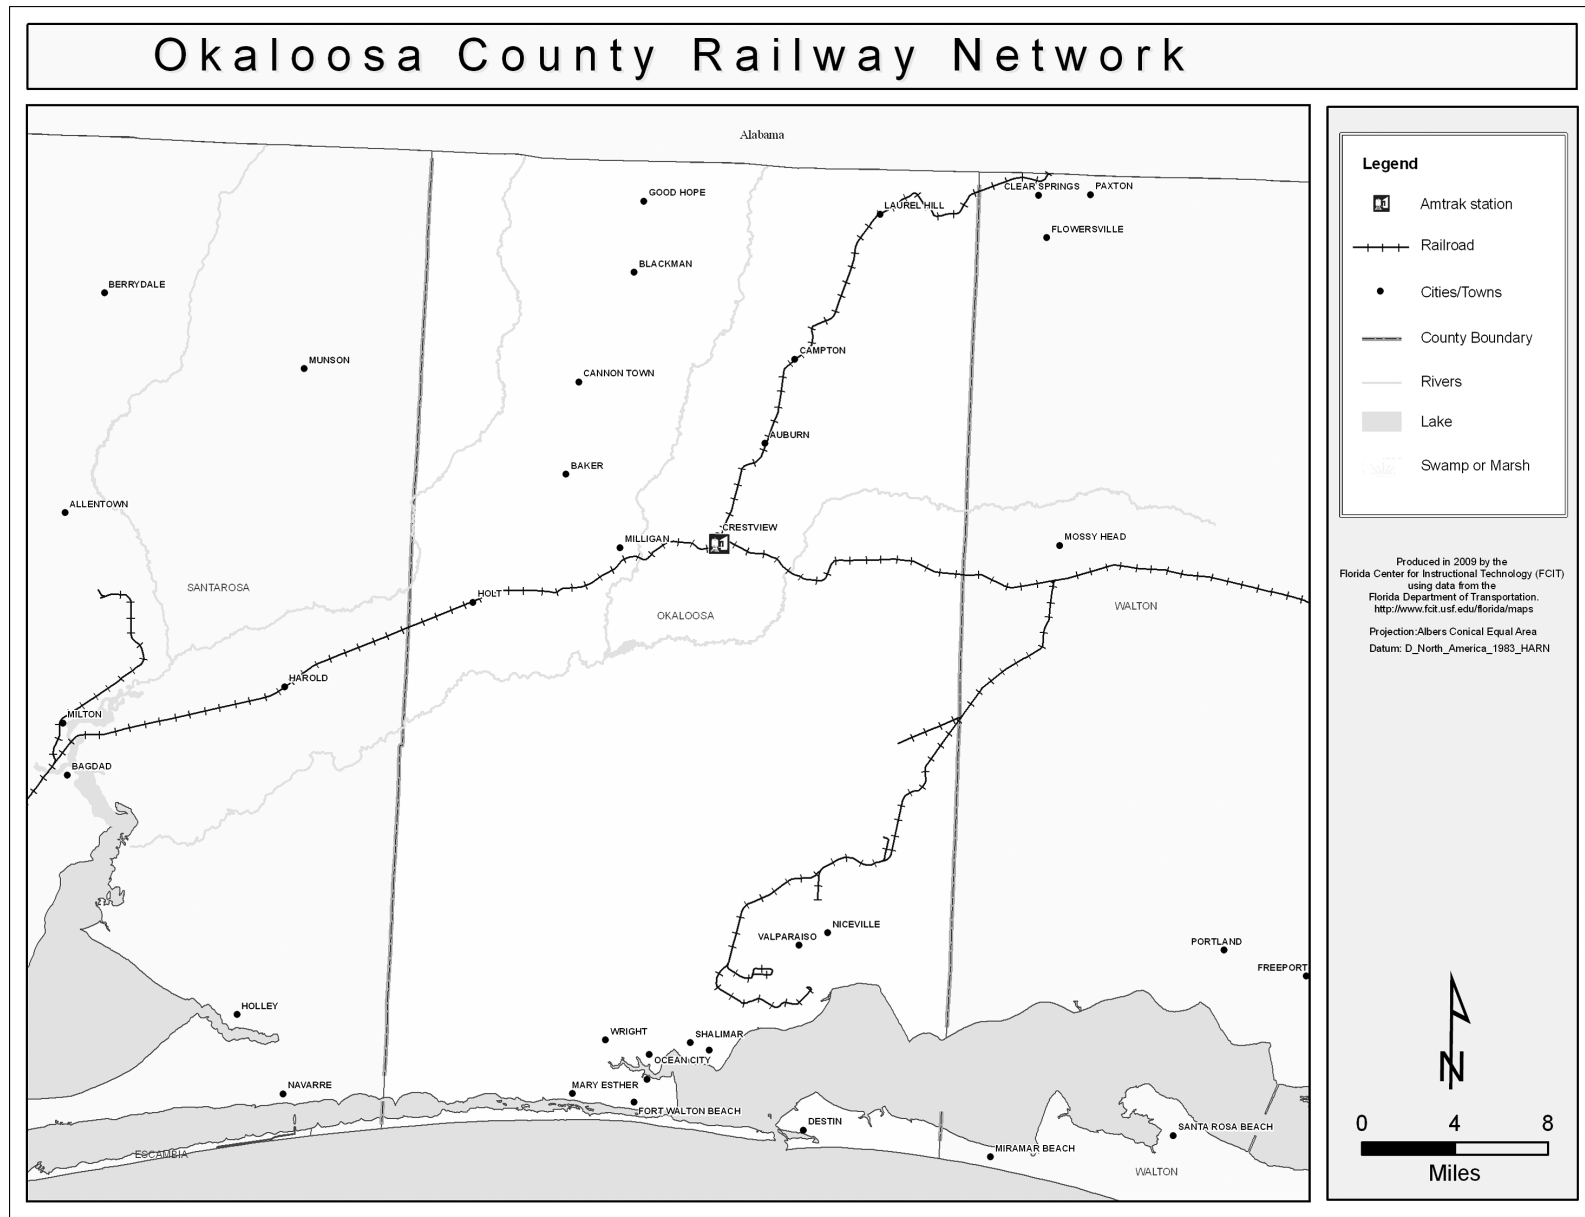 Okaloosa County Railway Network
Alabama
GOOD HOPE
CLEAR SPRINGS
PAXTON
LAUREL HILL
FLOWERSVILLE
BLACKMAN
BERRYDALE
CAMPTON
MUNSON
CANNON TOWN
AUBURN
BAKER
ALLENTOWN
CRESTVIEW
MILLIGAN
MOSSY HEAD
SANTAROSA
HOLT
WALTON
OKALOOSA
HAROLD
MILTON
BAGDAD
NICEVILLE
VALPARAISO
PORTLAND
FREEPORT
HOLLEY
WRIGHT
SHALIMAR
OCEAN CITY
NAVARRE
MARY ESTHER
FORT WALTON BEACH
DESTIN
SANTA ROSA BEACH
MIRAMAR BEACH
ESCAMBIA
WALTON
Legend
Amtrak station
Railroad
Cities/Towns
County Boundary
Rivers
Lake
Swamp or Marsh
Produced in 2009 by the
Florida Center for Instructional Technology (FCIT)
using data from the
Florida Department of Transportation.
http://www.fcit.usf.edu/florida/maps
Projection:Albers Conical Equal Area
Datum: D_North_America_1983_HARN
N
0 4 8
Miles